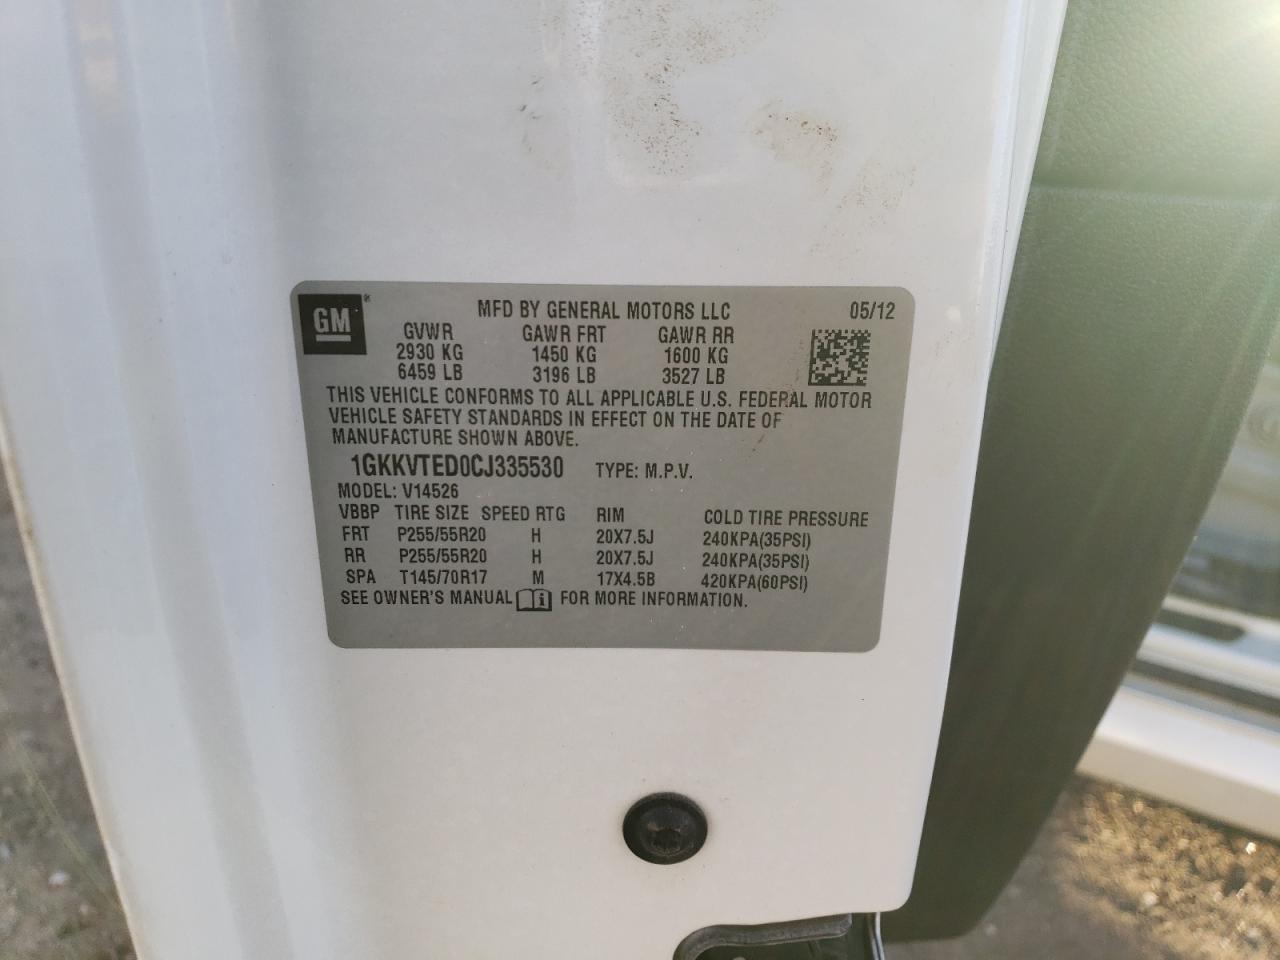 GM ®
MFD BY GENERAL MOTORS LLC 05/12
GVWR GAWR FRT GAWR RR
2930 KG 1450 KG 1600 KG
6459 LB 3196 LB 3527 LB
THIS VEHICLE CONFORMS TO ALL APPLICABLE U.S. FEDERAL MOTOR
VEHICLE SAFETY STANDARDS IN EFFECT ON THE DATE OF
MANUFACTURE SHOWN ABOVE.
1GKKVTED0CJ335530 TYPE: M.P.V.
MODEL: V14526
VBBP TIRE SIZE SPEED RTG RIM COLD TIRE PRESSURE
FRT P255/55R20 H 20X7.5J 240KPA(35PSI)
RR P255/55R20 H 20X7.5J 240KPA(35PSI)
SPA T145/70R17 M 17X4.5B 420KPA(60PSI)
SEE OWNER'S MANUAL i FOR MORE INFORMATION.